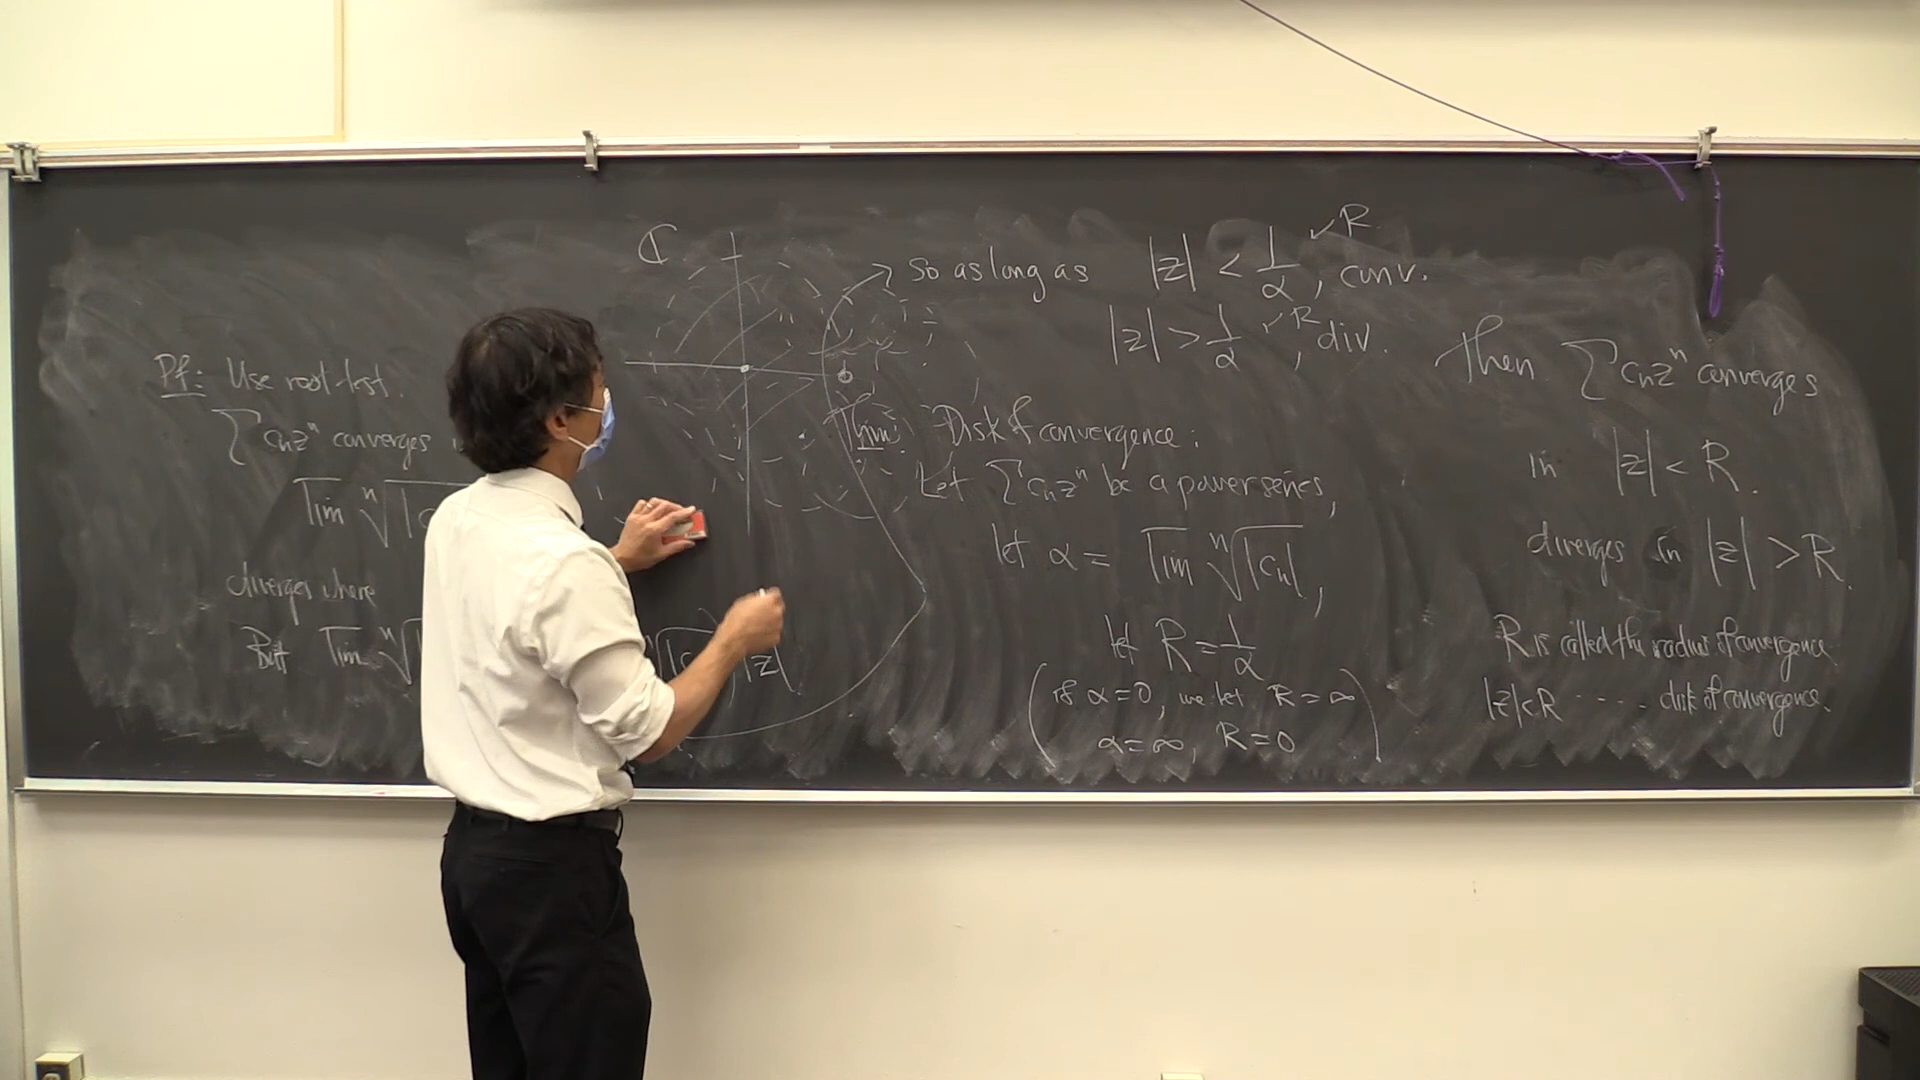 Pf: Use root test.
∑ cₙzⁿ converges
lim ⁿ√|c
diverges where
But lim ⁿ√
|z|
ℂ
So as long as |z| < 1/α, conv.
R
|z| > 1/α, div.
R
Thm: Disk of convergence:
Let ∑ cₙzⁿ be a power series,
let α = l̅i̅m̅ ⁿ√|cₙ|,
let R = 1/α
(if α=0, we let R=∞
α=∞, R=0)
Then ∑ cₙzⁿ converges
in |z| < R.
diverges in |z| > R.
R is called the radius of convergence
|z|<R .... disk of convergence.